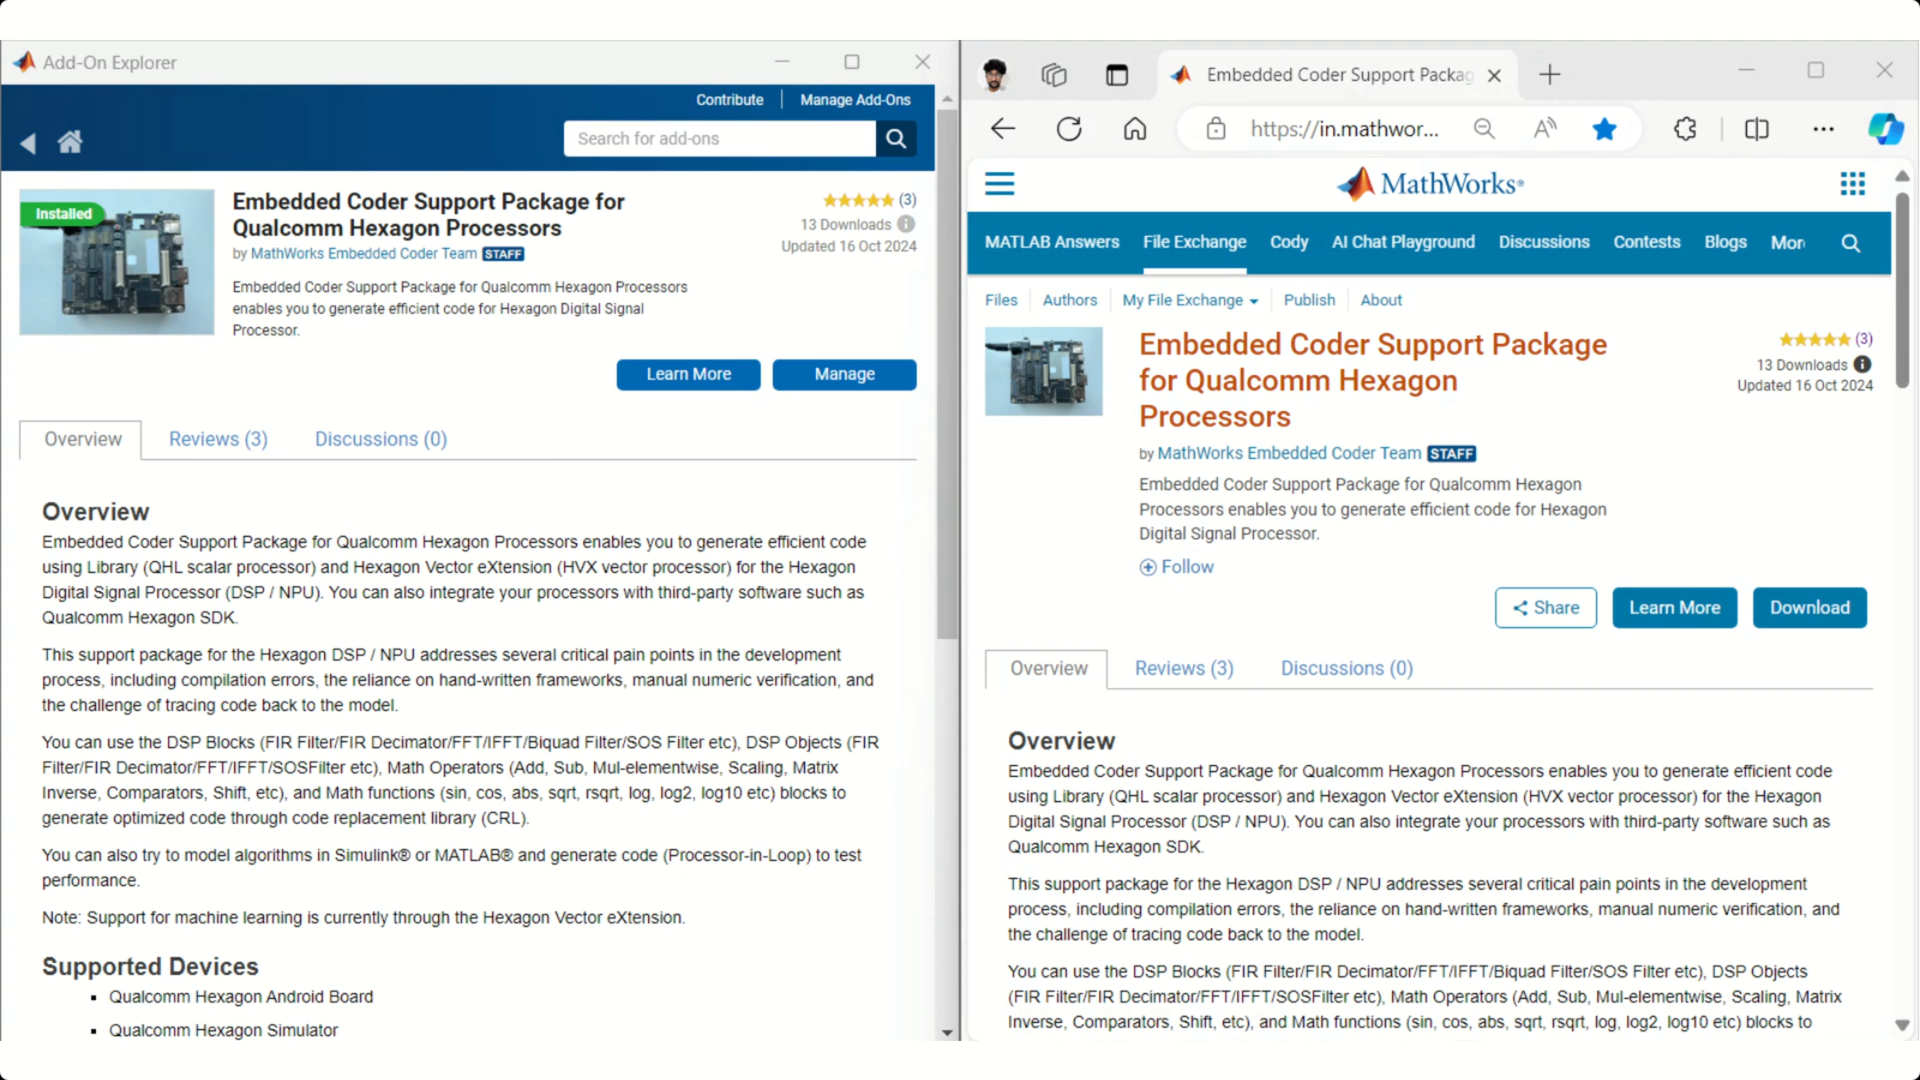 Add-On Explorer
Contribute
Manage Add-Ons
Search for add-ons
Installed
Embedded Coder Support Package for
Qualcomm Hexagon Processors
by MathWorks Embedded Coder Team STAFF
(3)
13 Downloads
Updated 16 Oct 2024
Embedded Coder Support Package for Qualcomm Hexagon Processors
enables you to generate efficient code for Hexagon Digital Signal
Processor.
Learn More
Manage
Overview
Reviews (3)
Discussions (0)
Overview
Embedded Coder Support Package for Qualcomm Hexagon Processors enables you to generate efficient code
using Library (QHL scalar processor) and Hexagon Vector eXtension (HVX vector processor) for the Hexagon
Digital Signal Processor (DSP / NPU). You can also integrate your processors with third-party software such as
Qualcomm Hexagon SDK.
This support package for the Hexagon DSP / NPU addresses several critical pain points in the development
process, including compilation errors, the reliance on hand-written frameworks, manual numeric verification, and
the challenge of tracing code back to the model.
You can use the DSP Blocks (FIR Filter/FIR Decimator/FFT/IFFT/Biquad Filter/SOS Filter etc), DSP Objects (FIR
Filter/FIR Decimator/FFT/IFFT/SOSFilter etc), Math Operators (Add, Sub, Mul-elementwise, Scaling, Matrix
Inverse, Comparators, Shift, etc), and Math functions (sin, cos, abs, sqrt, rsqrt, log, log2, log10 etc) blocks to
generate optimized code through code replacement library (CRL).
You can also try to model algorithms in Simulink® or MATLAB® and generate code (Processor-in-Loop) to test
performance.
Note: Support for machine learning is currently through the Hexagon Vector eXtension.
Supported Devices
▪ Qualcomm Hexagon Android Board
▪ Qualcomm Hexagon Simulator
Embedded Coder Support Packag
https://in.mathwor...
MathWorks®
MATLAB Answers
File Exchange
Cody
AI Chat Playground
Discussions
Contests
Blogs
Mor
Files
Authors
My File Exchange
Publish
About
Embedded Coder Support Package
for Qualcomm Hexagon
Processors
(3)
13 Downloads
Updated 16 Oct 2024
by MathWorks Embedded Coder Team STAFF
Embedded Coder Support Package for Qualcomm Hexagon
Processors enables you to generate efficient code for Hexagon
Digital Signal Processor.
Follow
Share
Learn More
Download
Overview
Reviews (3)
Discussions (0)
Overview
Embedded Coder Support Package for Qualcomm Hexagon Processors enables you to generate efficient code
using Library (QHL scalar processor) and Hexagon Vector eXtension (HVX vector processor) for the Hexagon
Digital Signal Processor (DSP / NPU). You can also integrate your processors with third-party software such as
Qualcomm Hexagon SDK.
This support package for the Hexagon DSP / NPU addresses several critical pain points in the development
process, including compilation errors, the reliance on hand-written frameworks, manual numeric verification, and
the challenge of tracing code back to the model.
You can use the DSP Blocks (FIR Filter/FIR Decimator/FFT/IFFT/Biquad Filter/SOS Filter etc), DSP Objects
(FIR Filter/FIR Decimator/FFT/IFFT/SOSFilter etc), Math Operators (Add, Sub, Mul-elementwise, Scaling, Matrix
Inverse, Comparators, Shift, etc), and Math functions (sin, cos, abs, sqrt, rsqrt, log, log2, log10 etc) blocks to